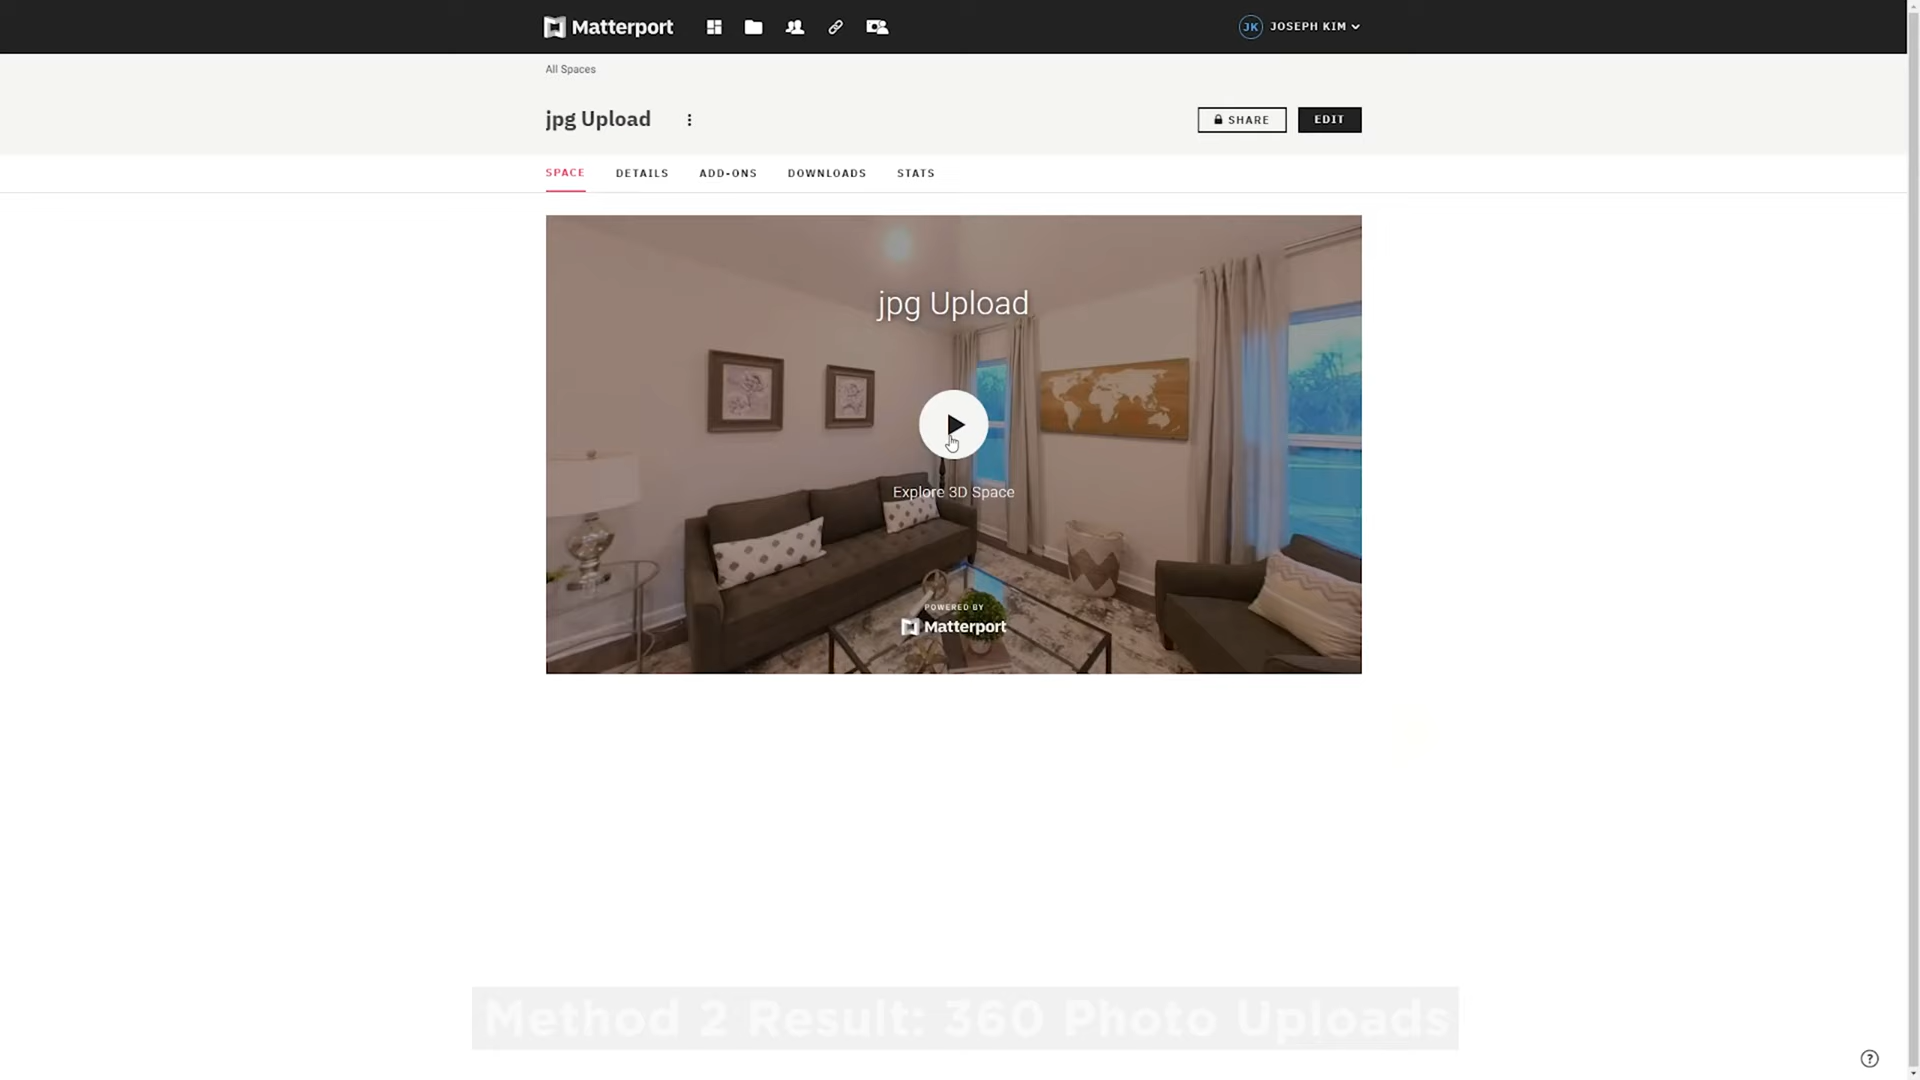 Matterport
JK JOSEPH KIM
All Spaces
jpg Upload
SHARE
EDIT
SPACE
DETAILS
ADD-ONS
DOWNLOADS
STATS
jpg Upload
Explore 3D Space
POWERED BY
Matterport
Method 2 Result: 360 Photo Uploads
?